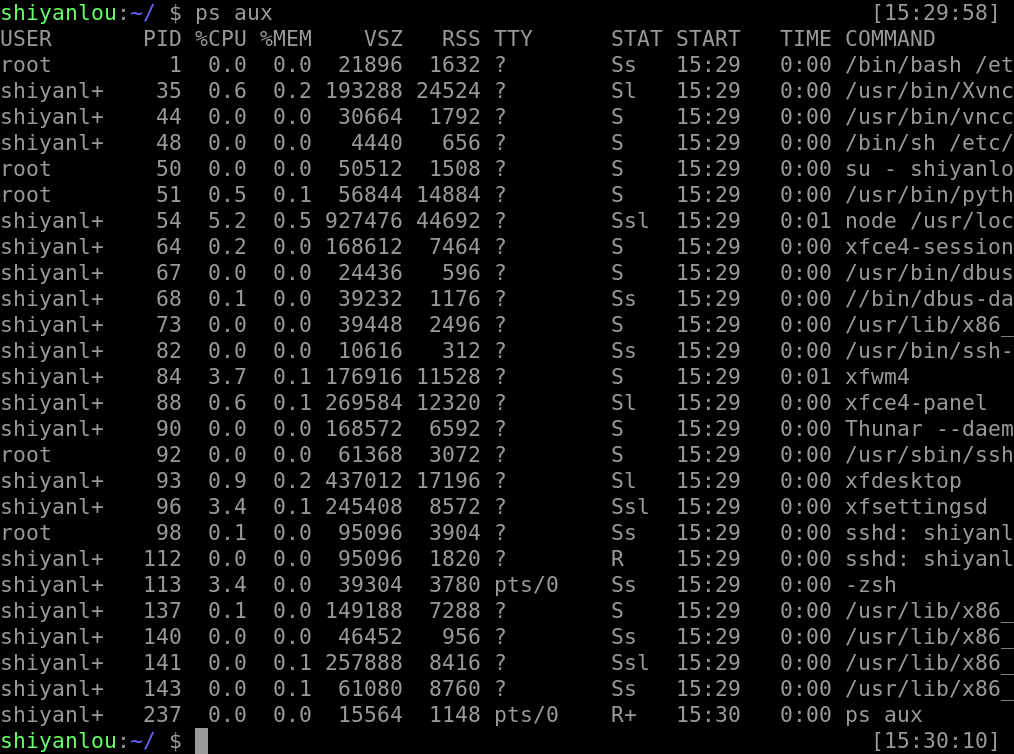 shiyanlou:~/ $ ps aux                                              [15:29:58]
USER       PID %CPU %MEM    VSZ   RSS TTY      STAT START   TIME COMMAND
root         1  0.0  0.0  21896  1632 ?        Ss   15:29   0:00 /bin/bash /et
shiyanl+    35  0.6  0.2 193288 24524 ?        Sl   15:29   0:00 /usr/bin/Xvnc
shiyanl+    44  0.0  0.0  30664  1792 ?        S    15:29   0:00 /usr/bin/vncc
shiyanl+    48  0.0  0.0   4440   656 ?        S    15:29   0:00 /bin/sh /etc/
root        50  0.0  0.0  50512  1508 ?        S    15:29   0:00 su - shiyanlo
root        51  0.5  0.1  56844 14884 ?        S    15:29   0:00 /usr/bin/pyth
shiyanl+    54  5.2  0.5 927476 44692 ?        Ssl  15:29   0:01 node /usr/loc
shiyanl+    64  0.2  0.0 168612  7464 ?        S    15:29   0:00 xfce4-session
shiyanl+    67  0.0  0.0  24436   596 ?        S    15:29   0:00 /usr/bin/dbus
shiyanl+    68  0.1  0.0  39232  1176 ?        Ss   15:29   0:00 //bin/dbus-da
shiyanl+    73  0.0  0.0  39448  2496 ?        S    15:29   0:00 /usr/lib/x86_
shiyanl+    82  0.0  0.0  10616   312 ?        Ss   15:29   0:00 /usr/bin/ssh-
shiyanl+    84  3.7  0.1 176916 11528 ?        S    15:29   0:01 xfwm4
shiyanl+    88  0.6  0.1 269584 12320 ?        Sl   15:29   0:00 xfce4-panel
shiyanl+    90  0.0  0.0 168572  6592 ?        S    15:29   0:00 Thunar --daem
root        92  0.0  0.0  61368  3072 ?        S    15:29   0:00 /usr/sbin/ssh
shiyanl+    93  0.9  0.2 437012 17196 ?        Sl   15:29   0:00 xfdesktop
shiyanl+    96  3.4  0.1 245408  8572 ?        Ssl  15:29   0:00 xfsettingsd
root        98  0.1  0.0  95096  3904 ?        Ss   15:29   0:00 sshd: shiyanl
shiyanl+   112  0.0  0.0  95096  1820 ?        R    15:29   0:00 sshd: shiyanl
shiyanl+   113  3.4  0.0  39304  3780 pts/0    Ss   15:29   0:00 -zsh
shiyanl+   137  0.1  0.0 149188  7288 ?        S    15:29   0:00 /usr/lib/x86_
shiyanl+   140  0.0  0.0  46452   956 ?        Ss   15:29   0:00 /usr/lib/x86_
shiyanl+   141  0.0  0.1 257888  8416 ?        Ssl  15:29   0:00 /usr/lib/x86_
shiyanl+   143  0.0  0.1  61080  8760 ?        Ss   15:29   0:00 /usr/lib/x86_
shiyanl+   237  0.0  0.0  15564  1148 pts/0    R+   15:30   0:00 ps aux
shiyanlou:~/ $                                                     [15:30:10]